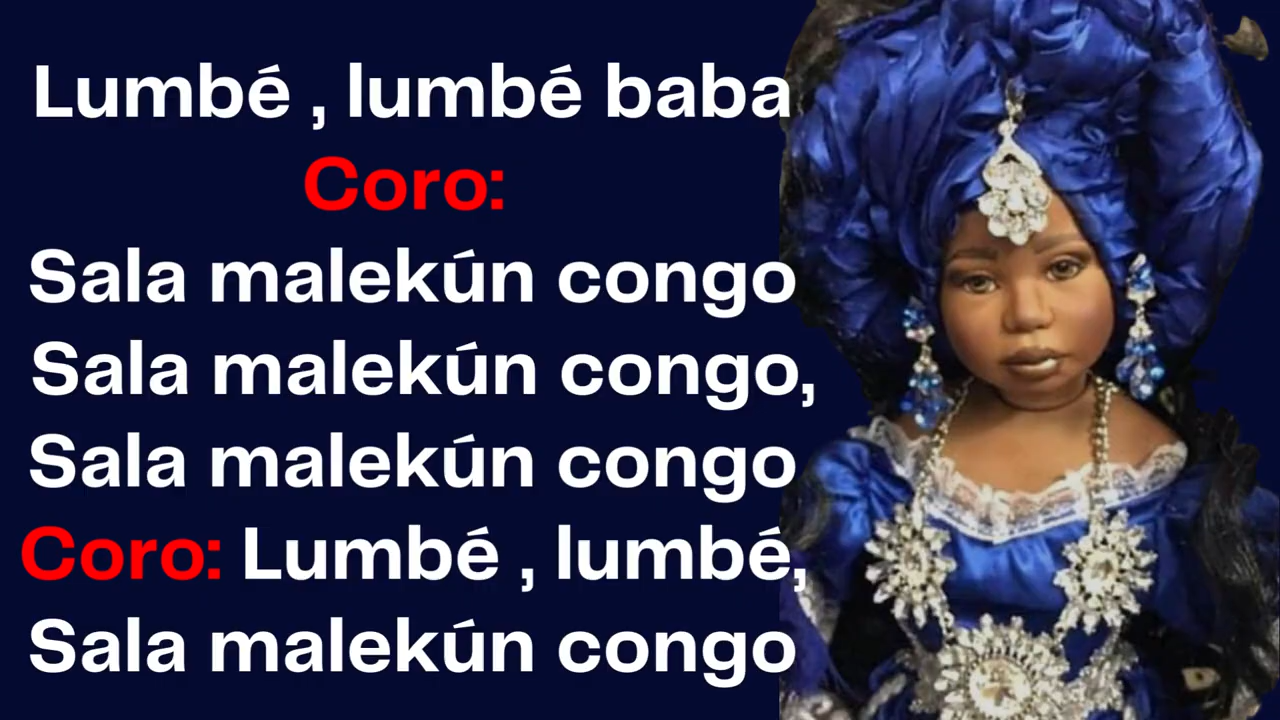 Lumbé , lumbé baba
Coro:
Sala malekún congo
Sala malekún congo,
Sala malekún congo
Coro: Lumbé , lumbé,
Sala malekún congo